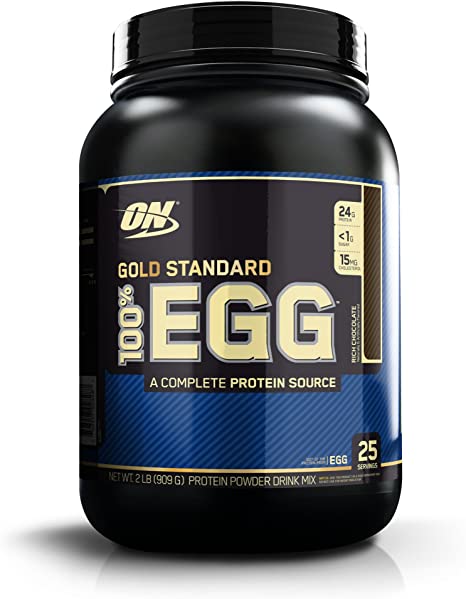 ON
24G
PROTEIN
<1G
SUGAR
15MG
CHOLESTEROL
GOLD STANDARD
100%
EGG™
RICH CHOCOLATE
A COMPLETE PROTEIN SOURCE
EGG
25
SERVINGS
NET WT. 2 LB (909 G) PROTEIN POWDER DRINK MIX